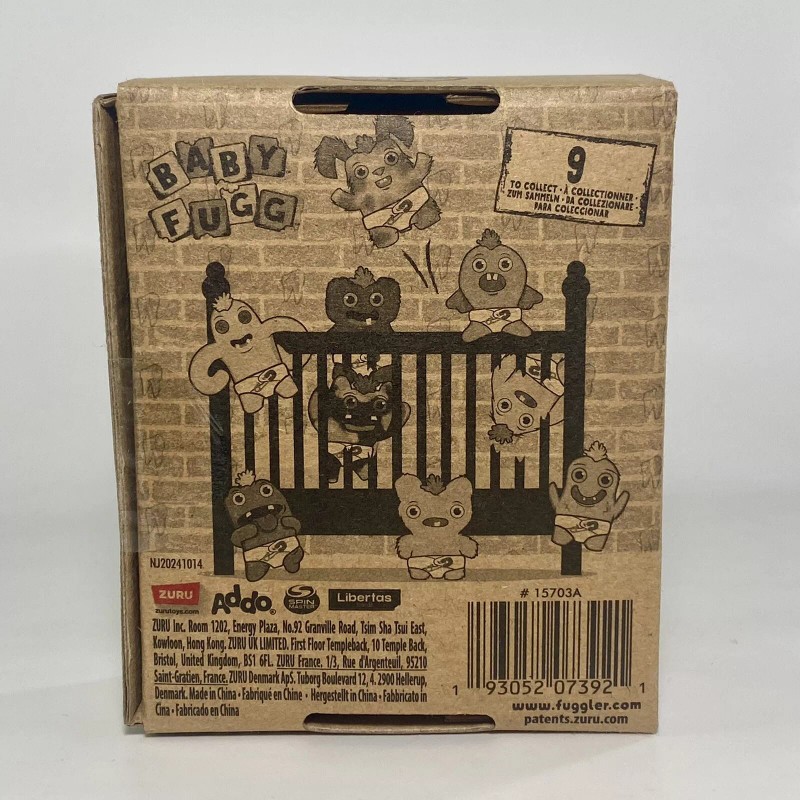 BABY
FUGG
9
TO COLLECT • À COLLECTIONNER •
ZUM SAMMELN • DA COLLEZIONARE •
PARA COLECCIONAR
NJ20241014
ZURU
zurutoys.com
Addo
SPIN
MASTER
Libertas
# 15703A
ZURU Inc. Room 1202, Energy Plaza, No.92 Granville Road, Tsim Sha Tsui East,
Kowloon, Hong Kong. ZURU UK LIMITED. First Floor Templeback, 10 Temple Back,
Bristol, United Kingdom, BS1 6FL. ZURU France. 1/3, Rue d'Argenteuil, 95210
Saint-Gratien, France. ZURU Denmark ApS. Tuborg Boulevard 12, 4. 2900 Hellerup,
Denmark. Made in China • Fabriqué en Chine • Hergestellt in China • Fabbricato in
Cina • Fabricado en China
1 93052 07392 1
www.fuggler.com
patents.zuru.com